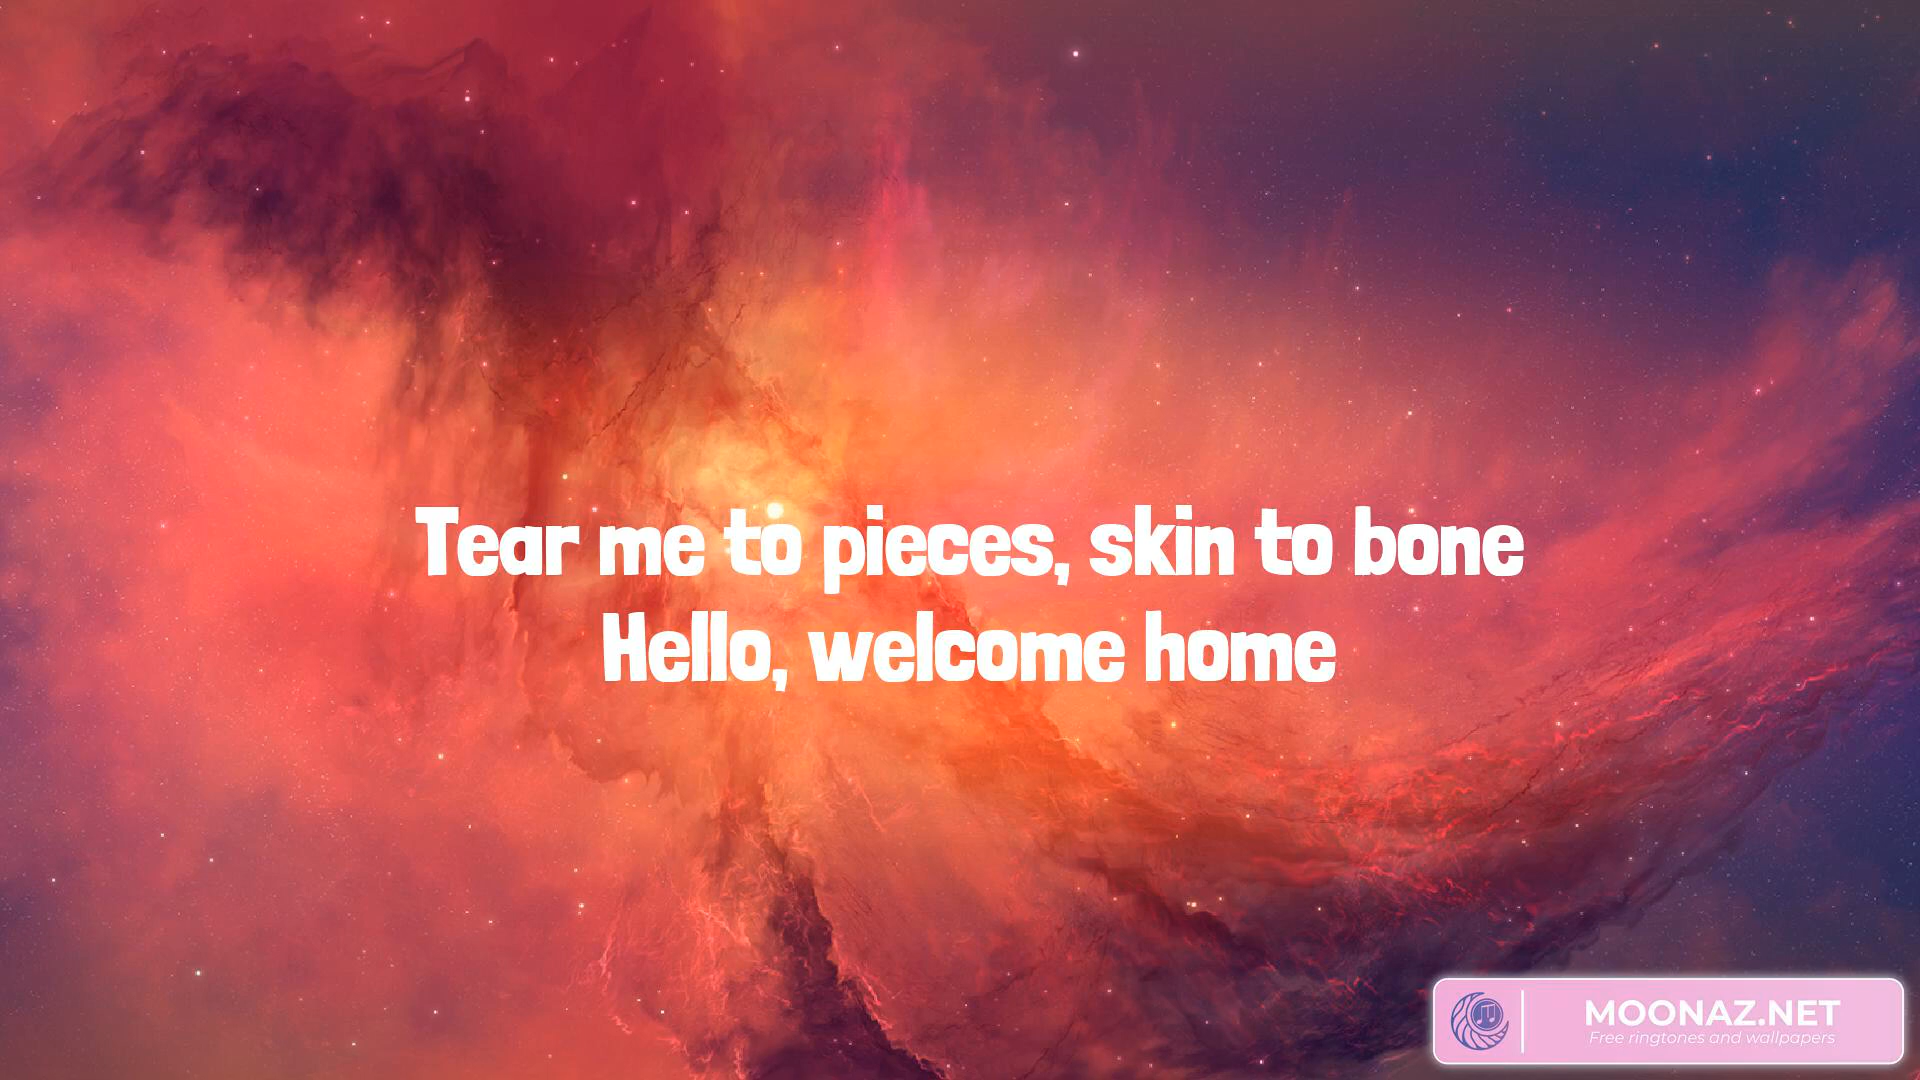 Tear me to pieces, skin to bone
Hello, welcome home
MOONAZ.NET
Free ringtones and wallpapers